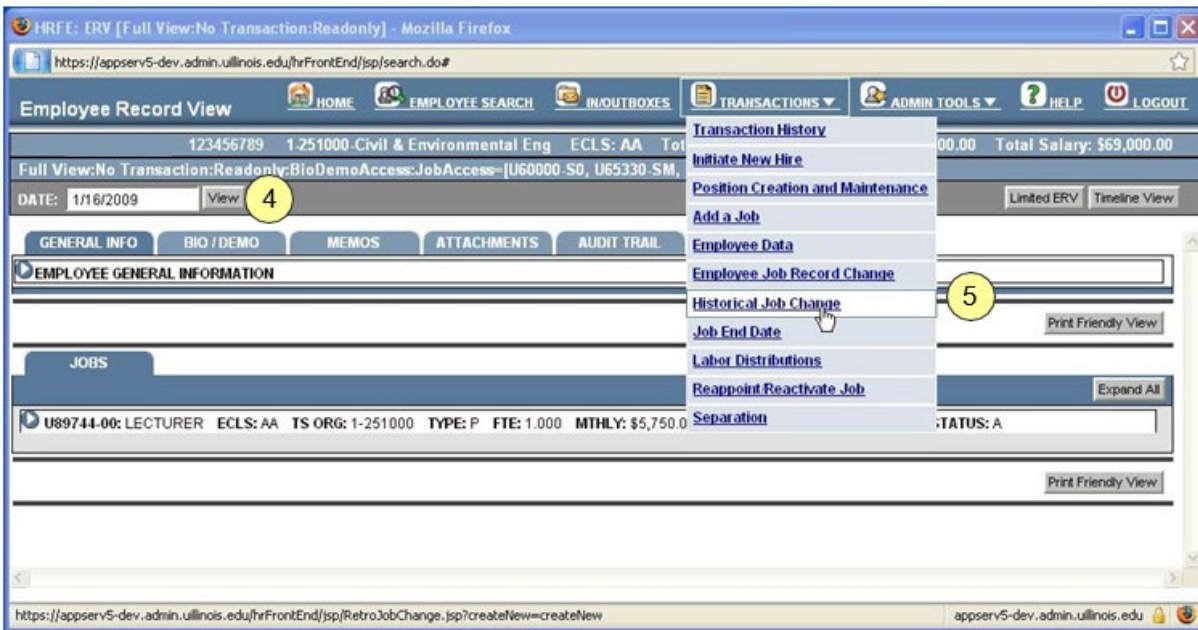 HRFE: ERV [Full View:No Transaction:Readonly] - Mozilla Firefox
https://appserv5-dev.admin.uillinois.edu/hrFrontEnd/jsp/search.do#
Employee Record View HOME EMPLOYEE SEARCH IN/OUTBOXES TRANSACTIONS ▼ ADMIN TOOLS ▼ HELP LOGOUT
123456789 1-251000-Civil & Environmental Eng ECLS: AA Tot 00.00 Total Salary: $69,000.00
Full View:No Transaction:Readonly:BioDemoAccess:JobAccess=[U60000-S0, U65330-SM,
DATE: 1/16/2009 View 4 Limited ERV Timeline View
GENERAL INFO BIO / DEMO MEMOS ATTACHMENTS AUDIT TRAIL
EMPLOYEE GENERAL INFORMATION
Transaction History
Initiate New Hire
Position Creation and Maintenance
Add a Job
Employee Data
Employee Job Record Change
Historical Job Change 5
Job End Date
Labor Distributions
Reappoint/Reactivate Job
Separation
Print Friendly View
JOBS
Expand All
U89744-00: LECTURER ECLS: AA TS ORG: 1-251000 TYPE: P FTE: 1.000 MTHLY: $5,750.0 STATUS: A
Print Friendly View
https://appserv5-dev.admin.uillinois.edu/hrFrontEnd/jsp/RetroJobChange.jsp?createNew=createNew appserv5-dev.admin.uillinois.edu